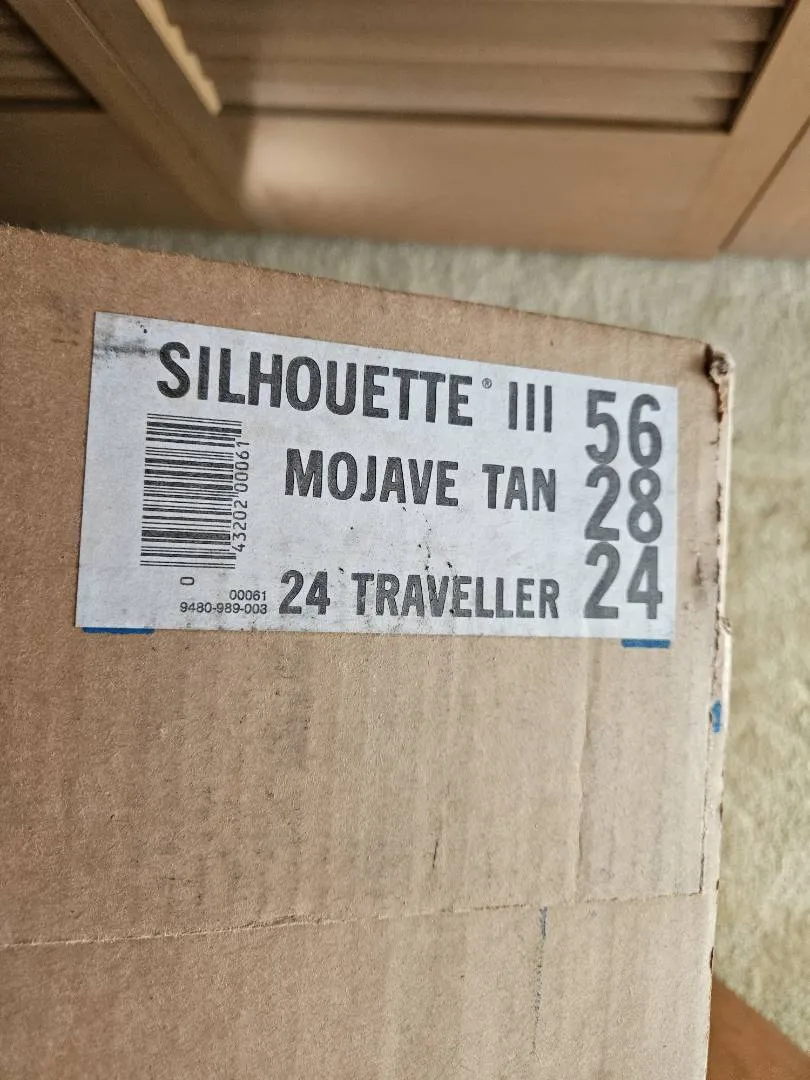 SILHOUETTE® III
MOJAVE TAN
24 TRAVELLER
56
28
24
0
43202 00061
00061
9480-989-003